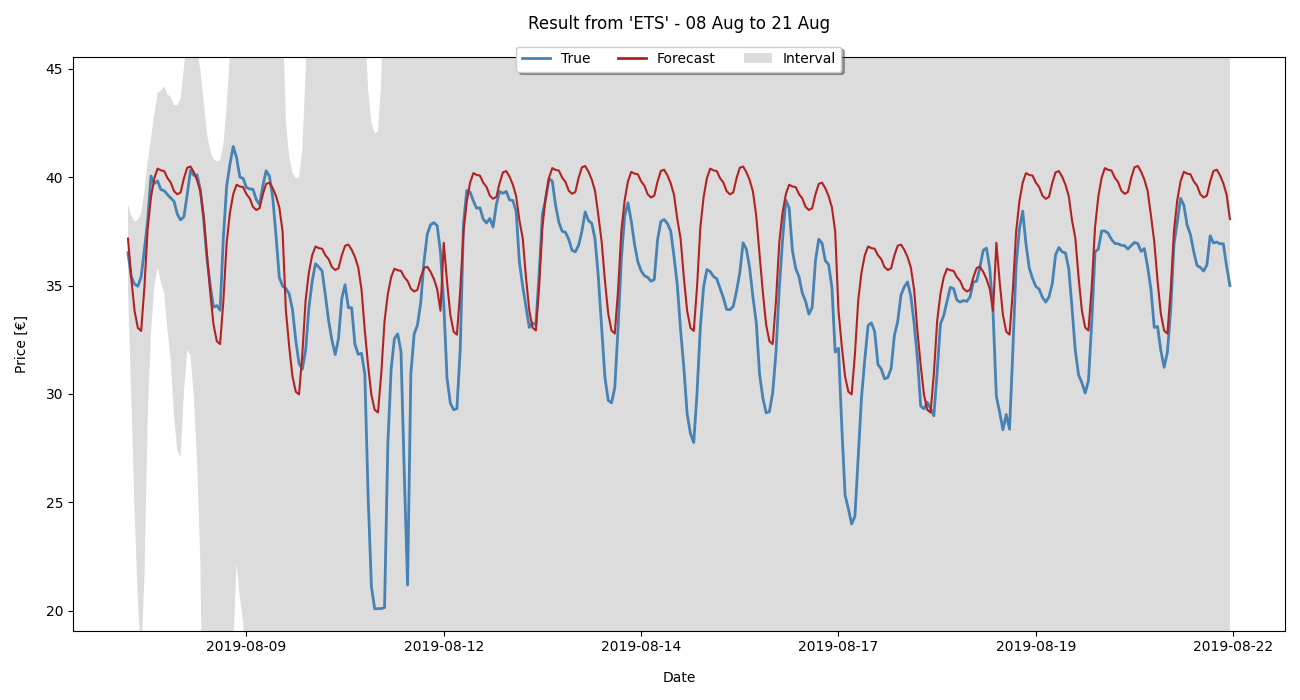 Result from 'ETS' - 08 Aug to 21 Aug
True Forecast Interval
Price [€]
45
40
35
30
25
20
2019-08-09 2019-08-12 2019-08-14 2019-08-17 2019-08-19 2019-08-22
Date